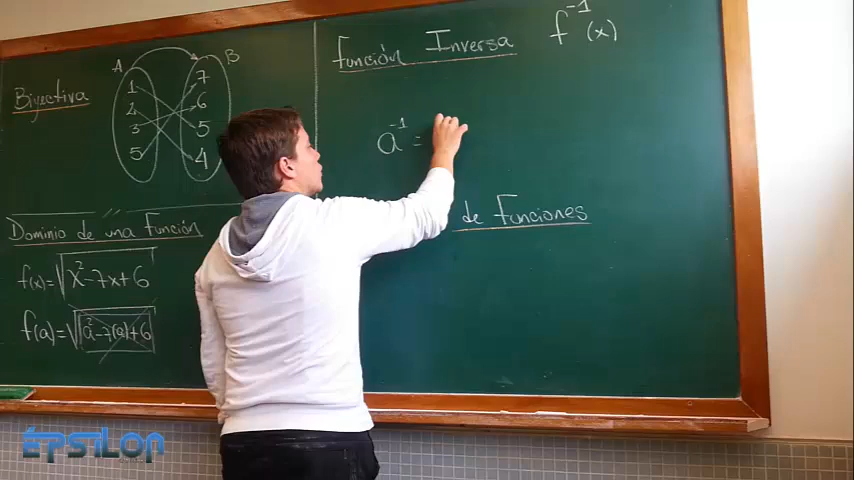 Bijectiva
A B
1 7
2 6
3 5
5 4
Dominio de una Función
f(x)=√x²-7x+6
f(a)=√a²-7(a)+6
función Inversa f⁻¹(x)
a⁻¹ =
de Funciones
ÉPSILON